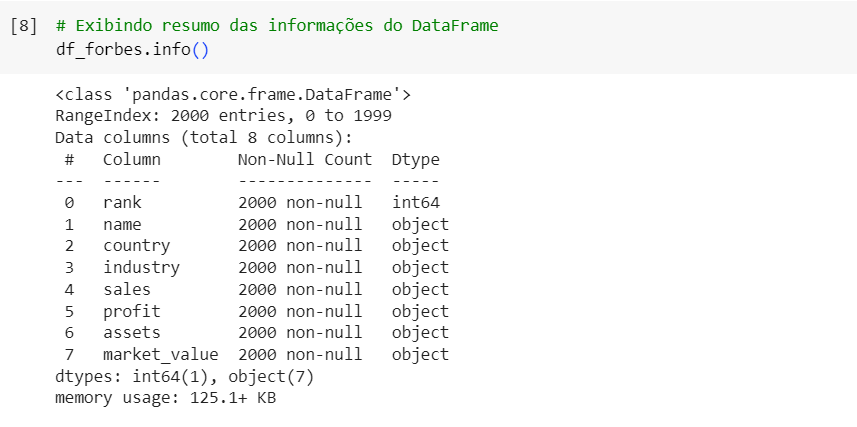 [8] # Exibindo resumo das informações do DataFrame
df_forbes.info()
<class 'pandas.core.frame.DataFrame'>
RangeIndex: 2000 entries, 0 to 1999
Data columns (total 8 columns):
 #   Column        Non-Null Count  Dtype
---  ------        --------------  -----
 0   rank          2000 non-null   int64
 1   name          2000 non-null   object
 2   country       2000 non-null   object
 3   industry      2000 non-null   object
 4   sales         2000 non-null   object
 5   profit        2000 non-null   object
 6   assets        2000 non-null   object
 7   market_value  2000 non-null   object
dtypes: int64(1), object(7)
memory usage: 125.1+ KB